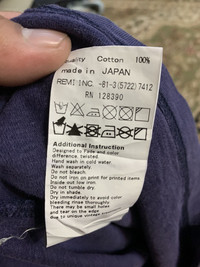 Quality Cotton 100%
made in JAPAN
REMI INC. -81-3(5722)7412
RN 128390
Additional Instruction
Designed to Fade and color
difference, twisted.
Hand wash in cold water.
Wash separately.
Do not bleach.
Do not iron on print for printed items
Inside out low iron.
Do not tumble dry.
Dry in shade.
Dry immediately to avoid color
bleeding rinse thoroughly
There may be small holes
and tear on the edges
due to unique vintage